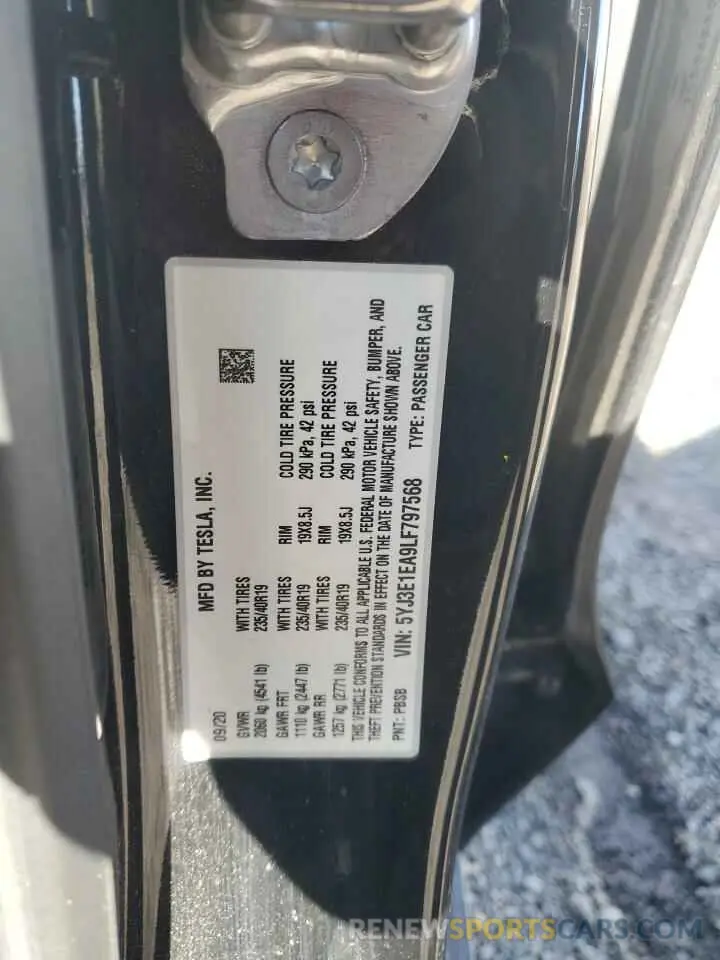 MFD BY TESLA, INC.
09/20
GVWR
2060 kg (4541 lb) WITH TIRES 235/40R19
GAWR FRT WITH TIRES RIM COLD TIRE PRESSURE
1110 kg (2447 lb) 235/40R19 19X8.5J 290 kPa, 42 psi
GAWR RR WITH TIRES RIM COLD TIRE PRESSURE
1257 kg (2771 lb) 235/40R19 19X8.5J 290 kPa, 42 psi
THIS VEHICLE CONFORMS TO ALL APPLICABLE U.S. FEDERAL MOTOR VEHICLE SAFETY, BUMPER, AND
THEFT PREVENTION STANDARDS IN EFFECT ON THE DATE OF MANUFACTURE SHOWN ABOVE.
PNT: PBSB VIN: 5YJ3E1EA9LF797568 TYPE: PASSENGER CAR
RENEWSPORTSCARS.COM